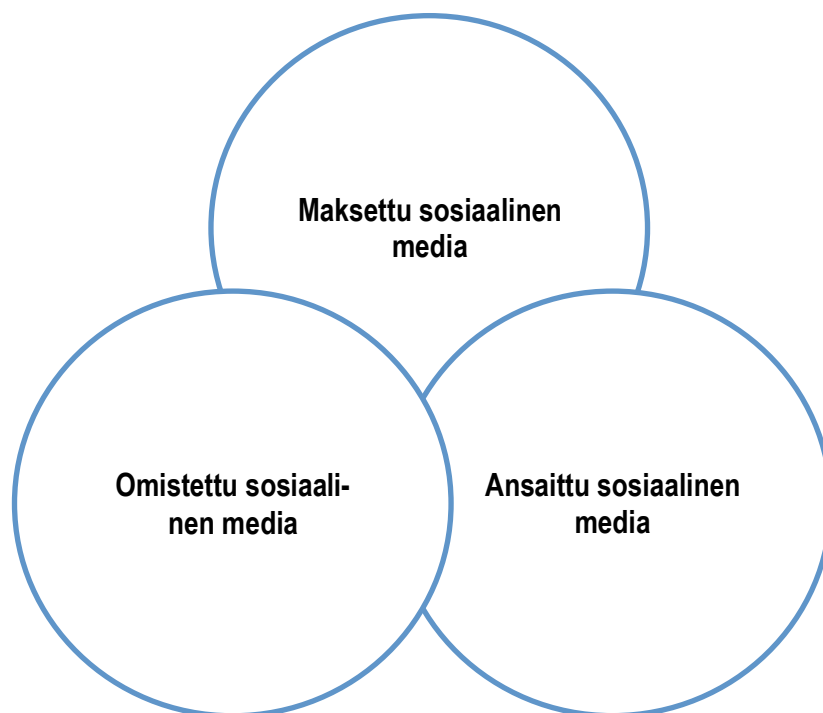 Maksettu sosiaalinen
media
Omistettu sosiaali-
nen media
Ansaittu sosiaalinen
media